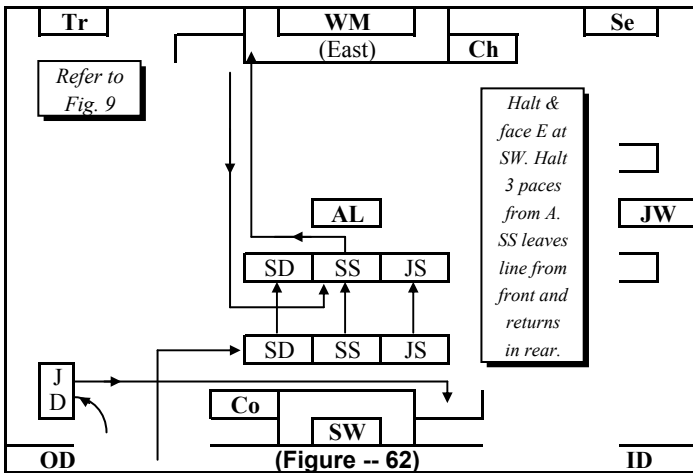 Tr WM Se
(East) Ch
Refer to
Fig. 9
Halt &
face E at
SW. Halt
3 paces
from A.
SS leaves
line from
front and
returns
in rear.
AL JW
SD SS JS
SD SS JS
J
D
Co
SW
OD (Figure -- 62) ID